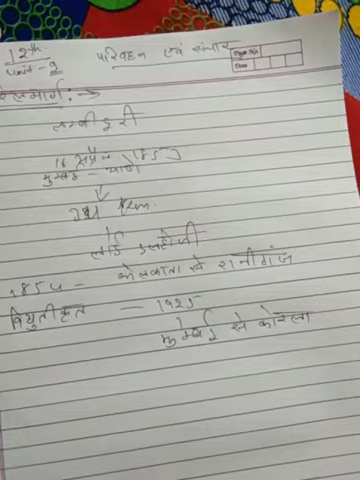 12th परिवहन एवं संचार Page No.
Unit-2 Date
रेलमार्ग :→
लम्बी दूरी
16 अप्रैल 1853
मुम्बई - थाणे
↓
34 km.
लार्ड डलहौजी
1854 - कोलकाता से रानीगंज
विद्युतीकृत — 1925
मुम्बई से कोरला